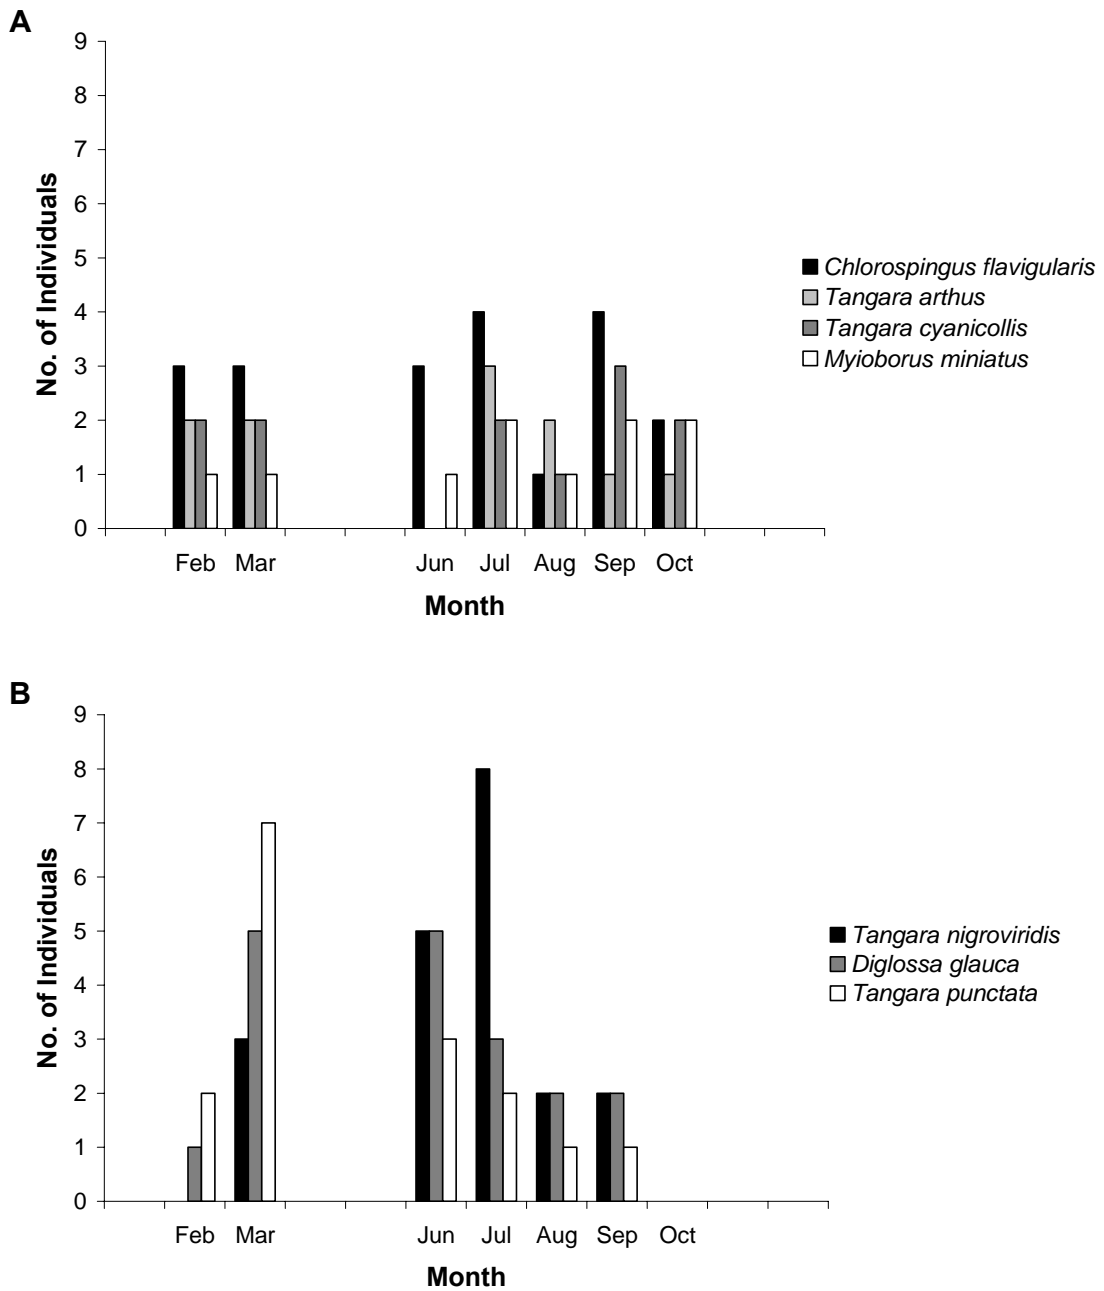 A
9
8
7
6
5
4
3
2
1
0
No. of Individuals
Feb Mar Jun Jul Aug Sep Oct
Month
Chlorospingus flavigularis
Tangara arthus
Tangara cyanicollis
Myioborus miniatus
B
9
8
7
6
5
4
3
2
1
0
No. of Individuals
Feb Mar Jun Jul Aug Sep Oct
Month
Tangara nigroviridis
Diglossa glauca
Tangara punctata